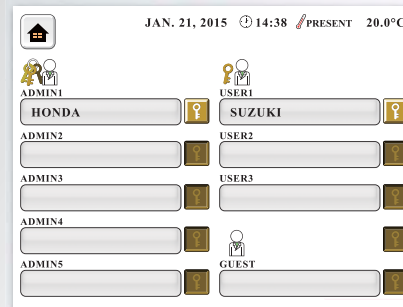 JAN. 21, 2015 14:38 PRESENT 20.0°C
ADMIN1 USER1
HONDA SUZUKI
ADMIN2 USER2
ADMIN3 USER3
ADMIN4
ADMIN5 GUEST